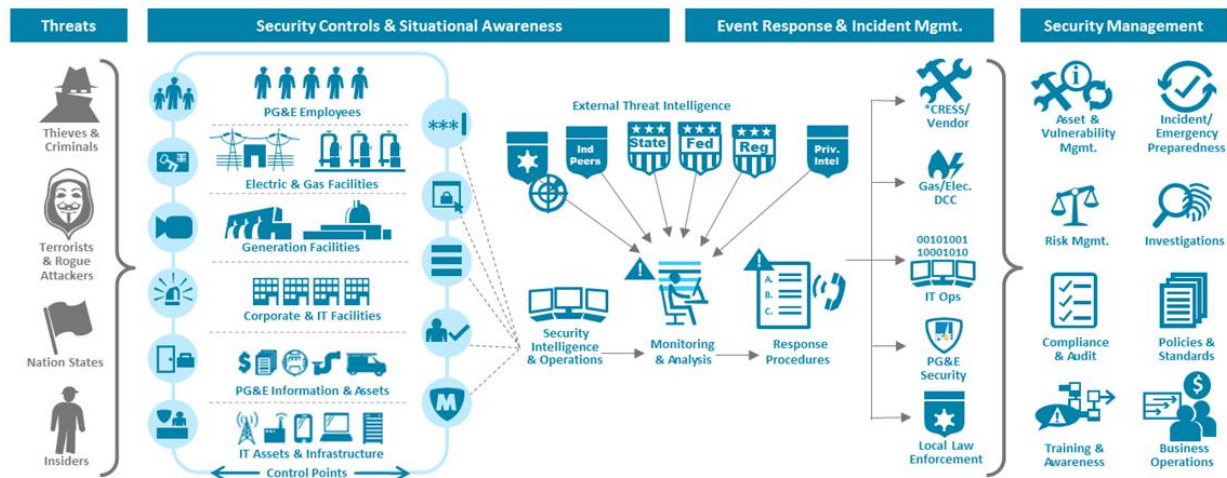 Threats
Security Controls & Situational Awareness
Event Response & Incident Mgmt.
Security Management
Thieves &
Criminals
Terrorists
& Rogue
Attackers
Nation States
Insiders
PG&E Employees
Electric & Gas Facilities
Generation Facilities
Corporate & IT Facilities
$
PG&E Information & Assets
IT Assets & Infrastructure
Control Points
***|
M
External Threat Intelligence
Ind
Peers
State
Fed
Reg
Priv.
Intel
Security
Intelligence
& Operations
!
Monitoring
& Analysis
!
A.
B.
C.
Response
Procedures
*CRESS/
Vendor
Gas/Elec.
DCC
00101001
10001010
IT Ops
PG&E
Security
Local Law
Enforcement
i
Asset &
Vulnerability
Mgmt.
Incident/
Emergency
Preparedness
Risk Mgmt.
Investigations
Compliance
& Audit
Policies &
Standards
!
Training &
Awareness
$
Business
Operations